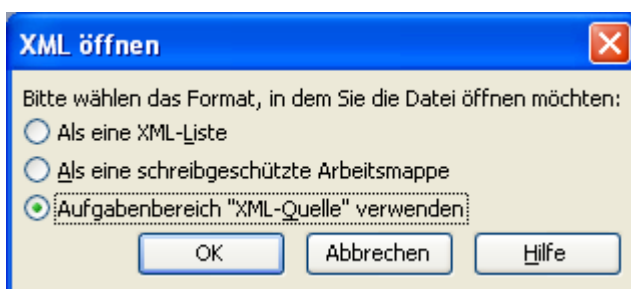 XML öffnen
Bitte wählen das Format, in dem Sie die Datei öffnen möchten:
Als eine XML-Liste
Als eine schreibgeschützte Arbeitsmappe
Aufgabenbereich "XML-Quelle" verwenden
OK Abbrechen Hilfe